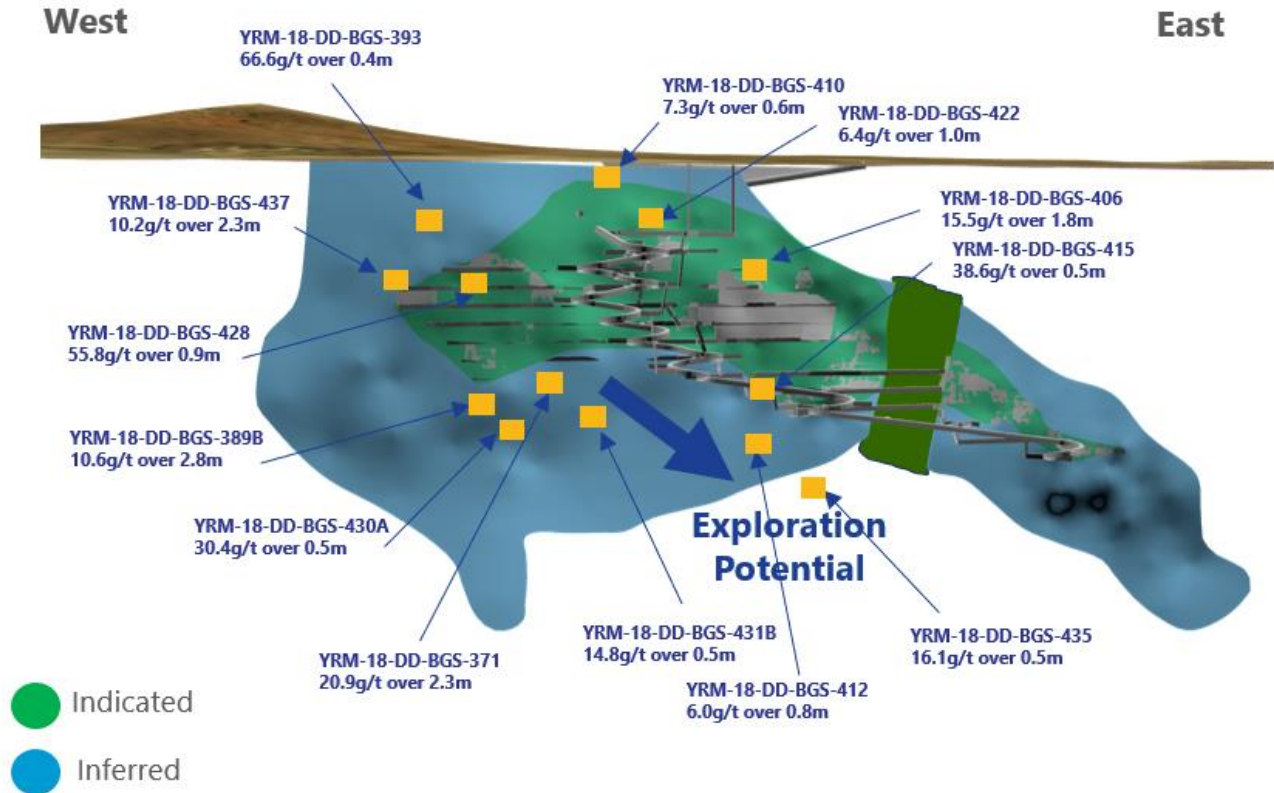 West
East
YRM-18-DD-BGS-393
66.6g/t over 0.4m
YRM-18-DD-BGS-410
7.3g/t over 0.6m
YRM-18-DD-BGS-422
6.4g/t over 1.0m
YRM-18-DD-BGS-437
10.2g/t over 2.3m
YRM-18-DD-BGS-406
15.5g/t over 1.8m
YRM-18-DD-BGS-415
38.6g/t over 0.5m
YRM-18-DD-BGS-428
55.8g/t over 0.9m
YRM-18-DD-BGS-389B
10.6g/t over 2.8m
YRM-18-DD-BGS-430A
30.4g/t over 0.5m
Exploration
Potential
YRM-18-DD-BGS-431B
14.8g/t over 0.5m
YRM-18-DD-BGS-435
16.1g/t over 0.5m
YRM-18-DD-BGS-371
20.9g/t over 2.3m
YRM-18-DD-BGS-412
6.0g/t over 0.8m
Indicated
Inferred